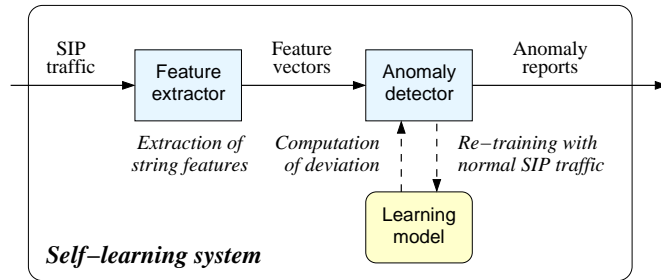 SIP
traffic
Feature
extractor
Feature
vectors
Anomaly
detector
Anomaly
reports
Extraction of
string features
Computation
of deviation
Re−training with
normal SIP traffic
Learning
model
Self−learning system